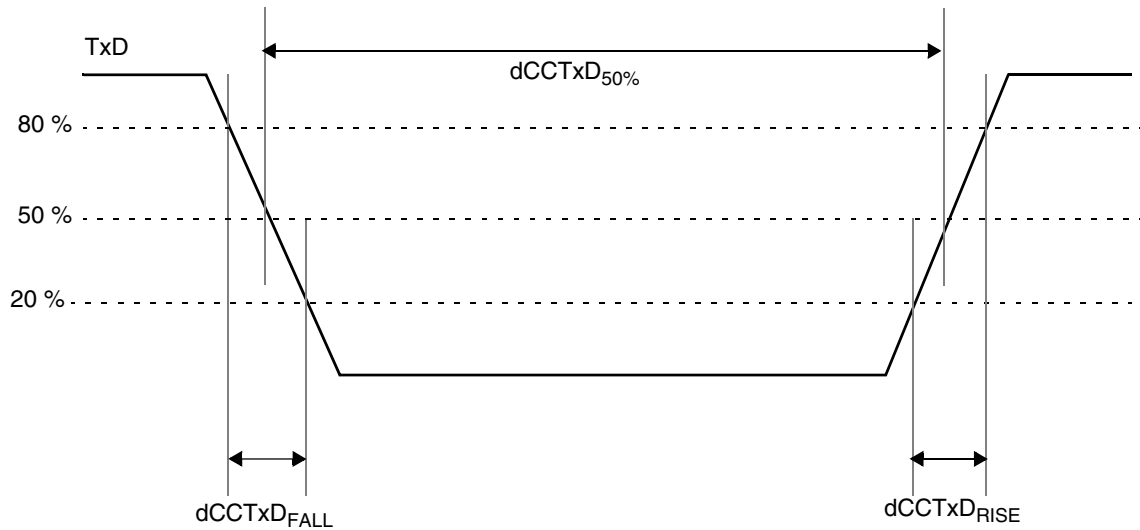 TxD
dCCTxD50%
80 %
50 %
20 %
dCCTxDFALL
dCCTxDRISE